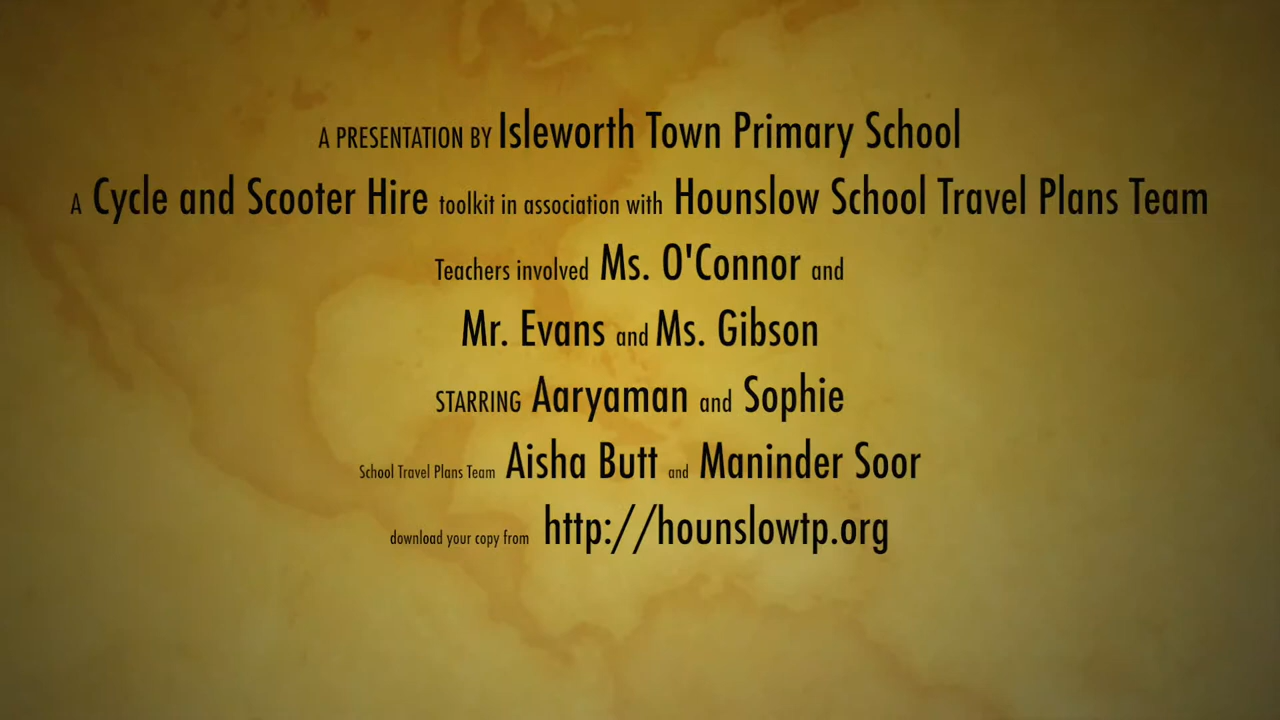 A PRESENTATION BY Isleworth Town Primary School
A Cycle and Scooter Hire toolkit in association with Hounslow School Travel Plans Team
Teachers involved Ms. O'Connor and
Mr. Evans and Ms. Gibson
STARRING Aaryaman and Sophie
School Travel Plans Team Aisha Butt and Maninder Soor
download your copy from http://hounslowtp.org